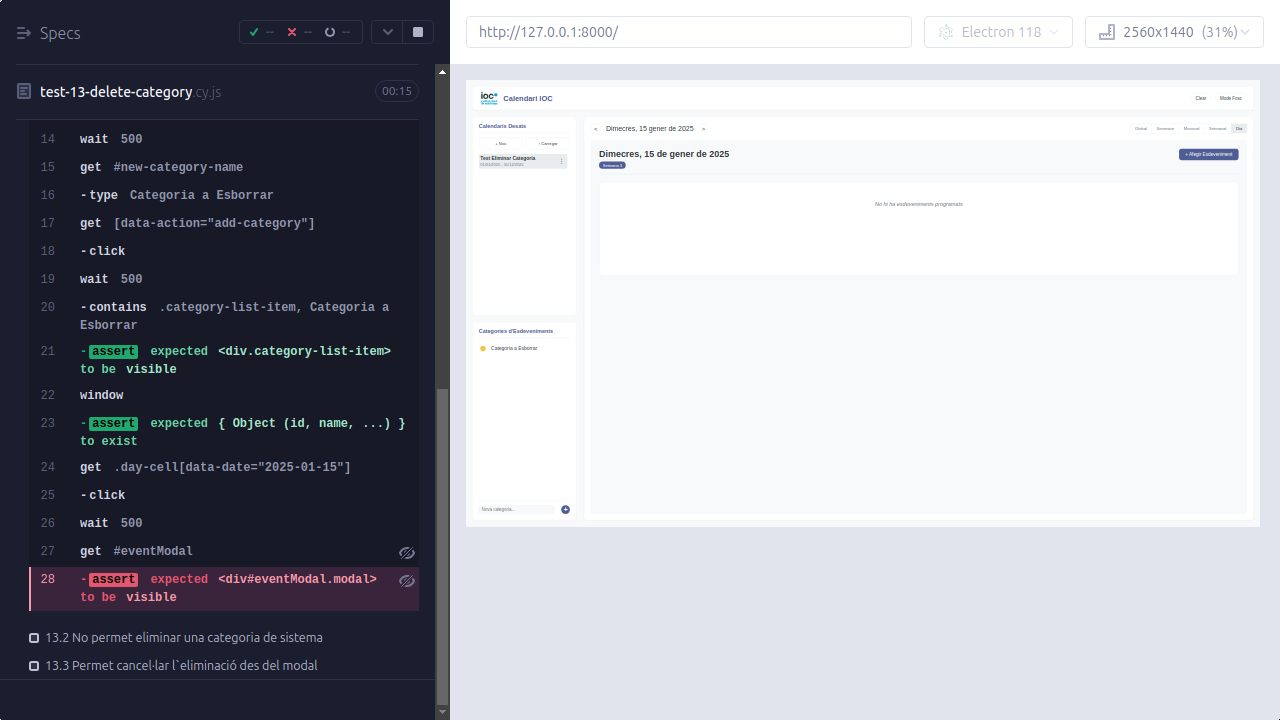 Specs
--
--
--
http://127.0.0.1:8000/
Electron 118
2560x1440 (31%)
test-13-delete-category.cy.js
00:15
14 wait 500
15 get #new-category-name
16 -type Categoria a Esborrar
17 get [data-action="add-category"]
18 -click
19 wait 500
20 -contains .category-list-item, Categoria a
Esborrar
21 -assert expected <div.category-list-item>
to be visible
22 window
23 -assert expected { Object (id, name, ...) }
to exist
24 get .day-cell[data-date="2025-01-15"]
25 -click
26 wait 500
27 get #eventModal
28 -assert expected <div#eventModal.modal>
to be visible
13.2 No permet eliminar una categoria de sistema
13.3 Permet cancel·lar l`eliminació des del modal
ioc
Calendari IOC
Clear
Mode Fosc
Calendaris Desats
+ Nou
Carregar
Test Eliminar Categoria
< Dimecres, 15 gener de 2025 >
Global
Semestral
Mensual
Setmanal
Dia
Dimecres, 15 de gener de 2025
Setmana 3
+ Afegir Esdeveniment
No hi ha esdeveniments programats
Categories d'Esdeveniments
Categoria a Esborrar
Nova categoria...
+